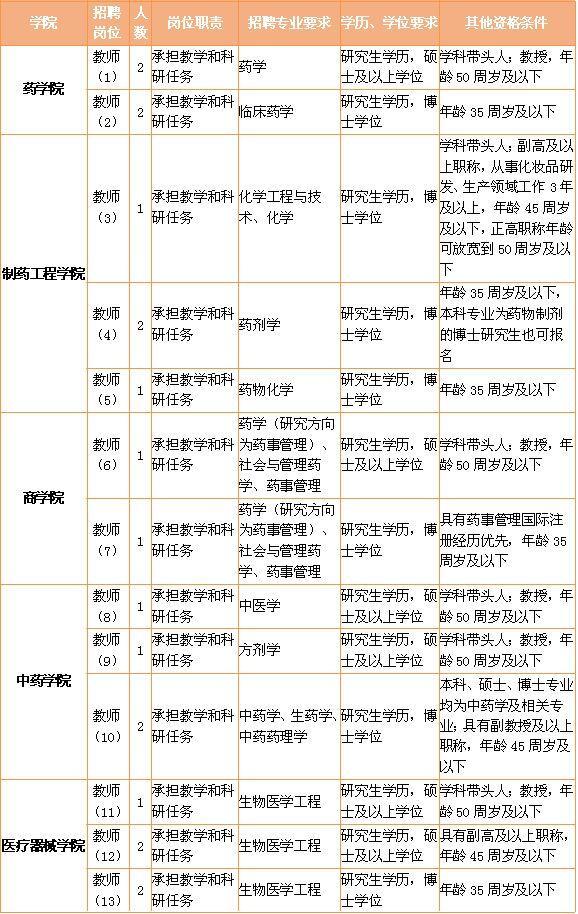 学院 招聘岗位 人数 岗位职责 招聘专业要求 学历、学位要求 其他资格条件
药学院
教师
（1）
2
承担教学和科
研任务
药学
研究生学历，硕
士及以上学位
学科带头人；教授，年
龄50周岁及以下
教师
（2）
2
承担教学和科
研任务
临床药学
研究生学历，博
士学位
年龄35周岁及以下
制药工程学院
教师
（3）
1
承担教学和科
研任务
化学工程与技
术、化学
研究生学历，博
士学位
学科带头人；副高及以
上职称，从事化妆品研
发、生产领域工作3年
及以上，年龄45周岁
及以下，正高职称年龄
可放宽到50周岁及以
下
教师
（4）
2
承担教学和科
研任务
药剂学
研究生学历，博
士学位
年龄35周岁及以下，
本科专业为药物制剂
的博士研究生也可报
名
教师
（5）
1
承担教学和科
研任务
药物化学
研究生学历，博
士学位
年龄35周岁及以下
商学院
教师
（6）
1
承担教学和科
研任务
药学（研究方向
为药事管理）、
社会与管理药
学、药事管理
研究生学历，硕
士及以上学位
学科带头人；教授，年
龄50周岁及以下
教师
（7）
1
承担教学和科
研任务
药学（研究方向
为药事管理）、
社会与管理药
学、药事管理
研究生学历，博
士学位
具有药事管理国际注
册经历优先，年龄35
周岁及以下
中药学院
教师
（8）
1
承担教学和科
研任务
中医学
研究生学历，硕
士及以上学位
学科带头人；教授，年
龄50周岁及以下
教师
（9）
1
承担教学和科
研任务
方剂学
研究生学历，硕
士及以上学位
学科带头人；教授，年
龄50周岁及以下
教师
（10）
2
承担教学和科
研任务
中药学、生药学、
中药药理学
研究生学历，博
士学位
本科、硕士、博士专业
均为中药学及相关专
业；具有副教授及以上
职称，年龄45周岁及
以下
医疗器械学院
教师
（11）
1
承担教学和科
研任务
生物医学工程
研究生学历，硕
士及以上学位
学科带头人；教授，年
龄50周岁及以下
教师
（12）
2
承担教学和科
研任务
生物医学工程
研究生学历，硕
士及以上学位
具有副高及以上职称，
年龄45周岁及以下
教师
（13）
2
承担教学和科
研任务
生物医学工程
研究生学历，博
士学位
年龄35周岁及以下